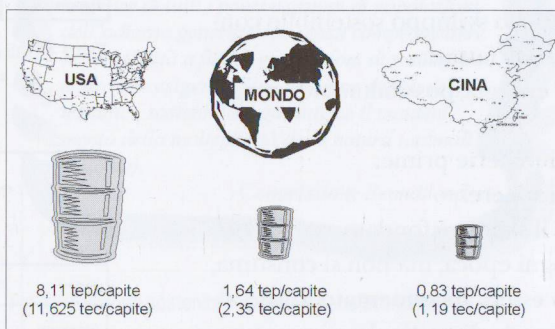 USA
MONDO
CINA
8,11 tep/capite
(11,625 tec/capite)
1,64 tep/capite
(2,35 tec/capite)
0,83 tep/capite
(1,19 tec/capite)